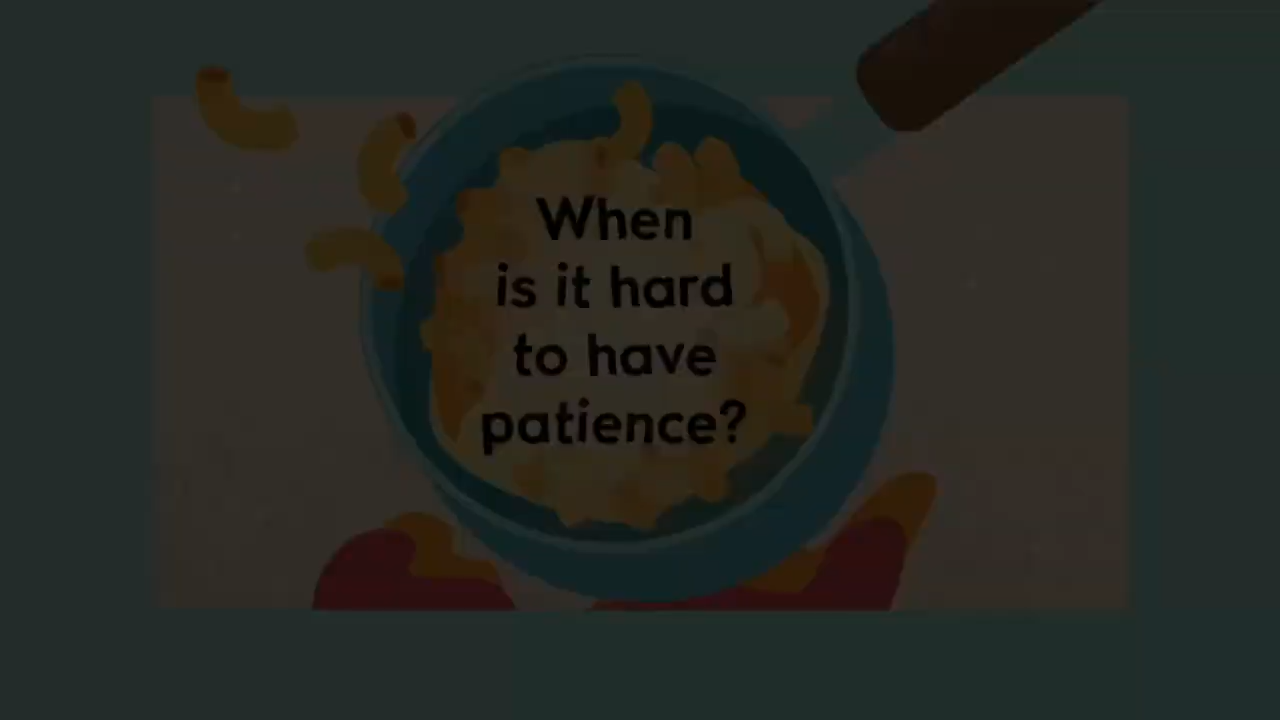 When
is it hard
to have
patience?